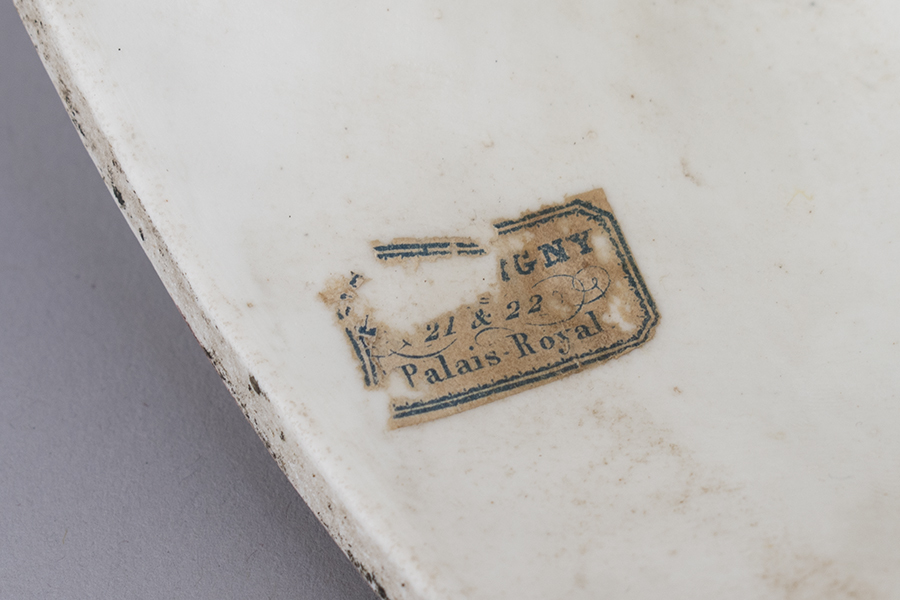 IGNY
21 & 22
Palais-Royal